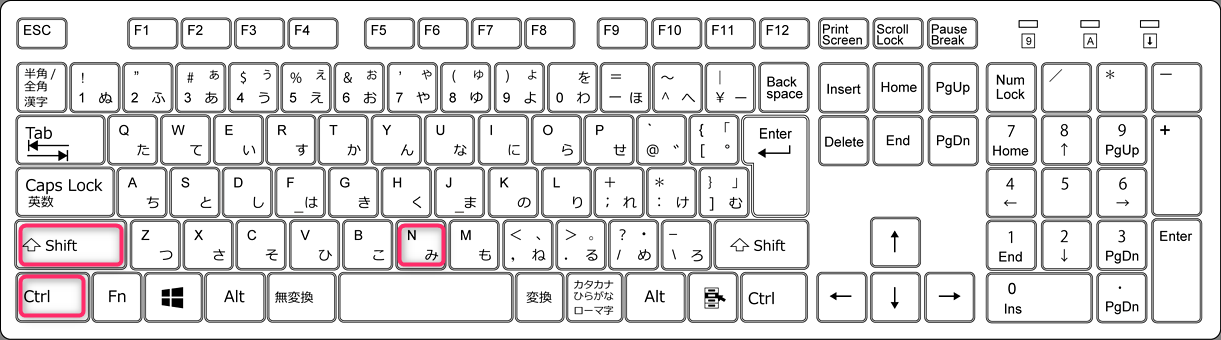 ESC F1 F2 F3 F4 F5 F6 F7 F8 F9 F10 F11 F12 Print Screen Scroll Lock Pause Break 9 A ↓
半角/全角 漢字 ! 1 ぬ " 2 ふ # ぁ 3 あ $ ぅ 4 う % ぇ 5 え & ぉ 6 お ' ゃ 7 や ( ゅ 8 ゆ ) ょ 9 よ を 0 わ = ー ほ ～ ^ へ | ¥ ー Back space Insert Home PgUp Num Lock ／ * ー
Tab Q た W て E い R す T か Y ん U な I に O ら P せ ` @ ゛ { 「 [ ° Enter Delete End PgDn 7 Home 8 ↑ 9 PgUp +
Caps Lock 英数 A ち S と D し F _は G き H く J _ま K の L り + ; れ * : け } 」 ] む 4 ← 5 6 →
Shift Z つ X さ C そ V ひ B こ N み M も < 、 , ね > 。 . る ? ・ / め _ \ ろ Shift ↑ 1 End 2 ↓ 3 PgDn Enter
Ctrl Fn Alt 無変換 変換 カタカナ ひらがな ローマ字 Alt Ctrl ← ↓ → 0 Ins . PgDn